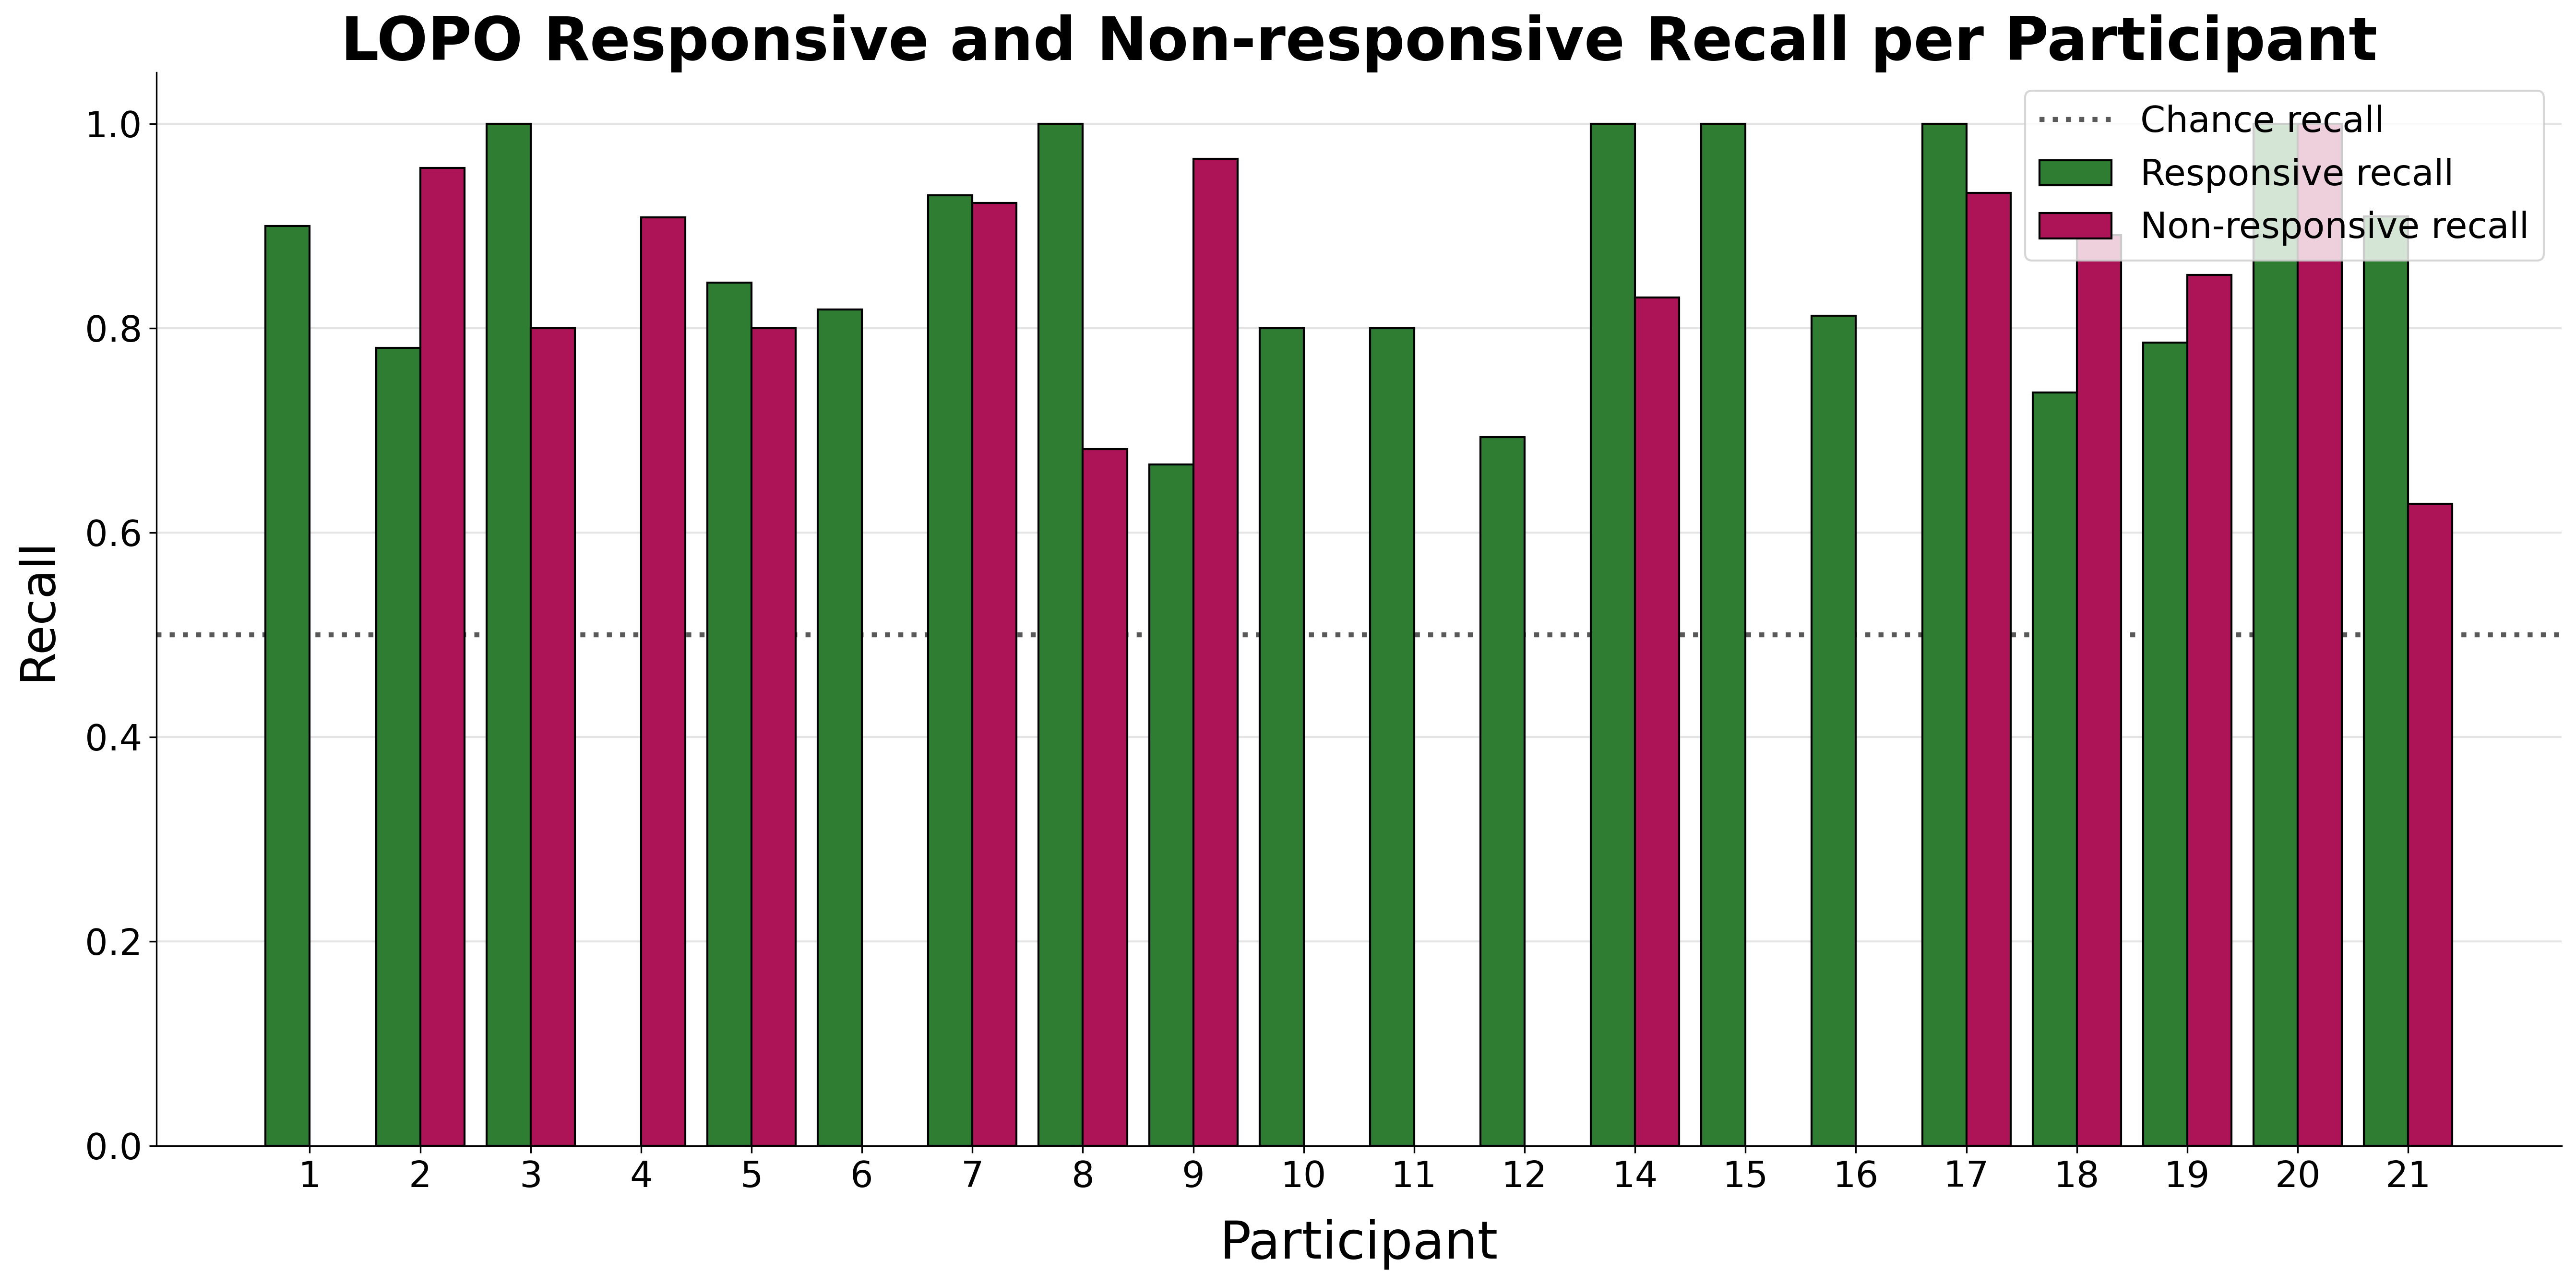 LOPO Responsive and Non-responsive Recall per Participant
Chance recall
Responsive recall
Non-responsive recall
1.0
0.8
0.6
0.4
0.2
0.0
Recall
1 2 3 4 5 6 7 8 9 10 11 12 14 15 16 17 18 19 20 21
Participant